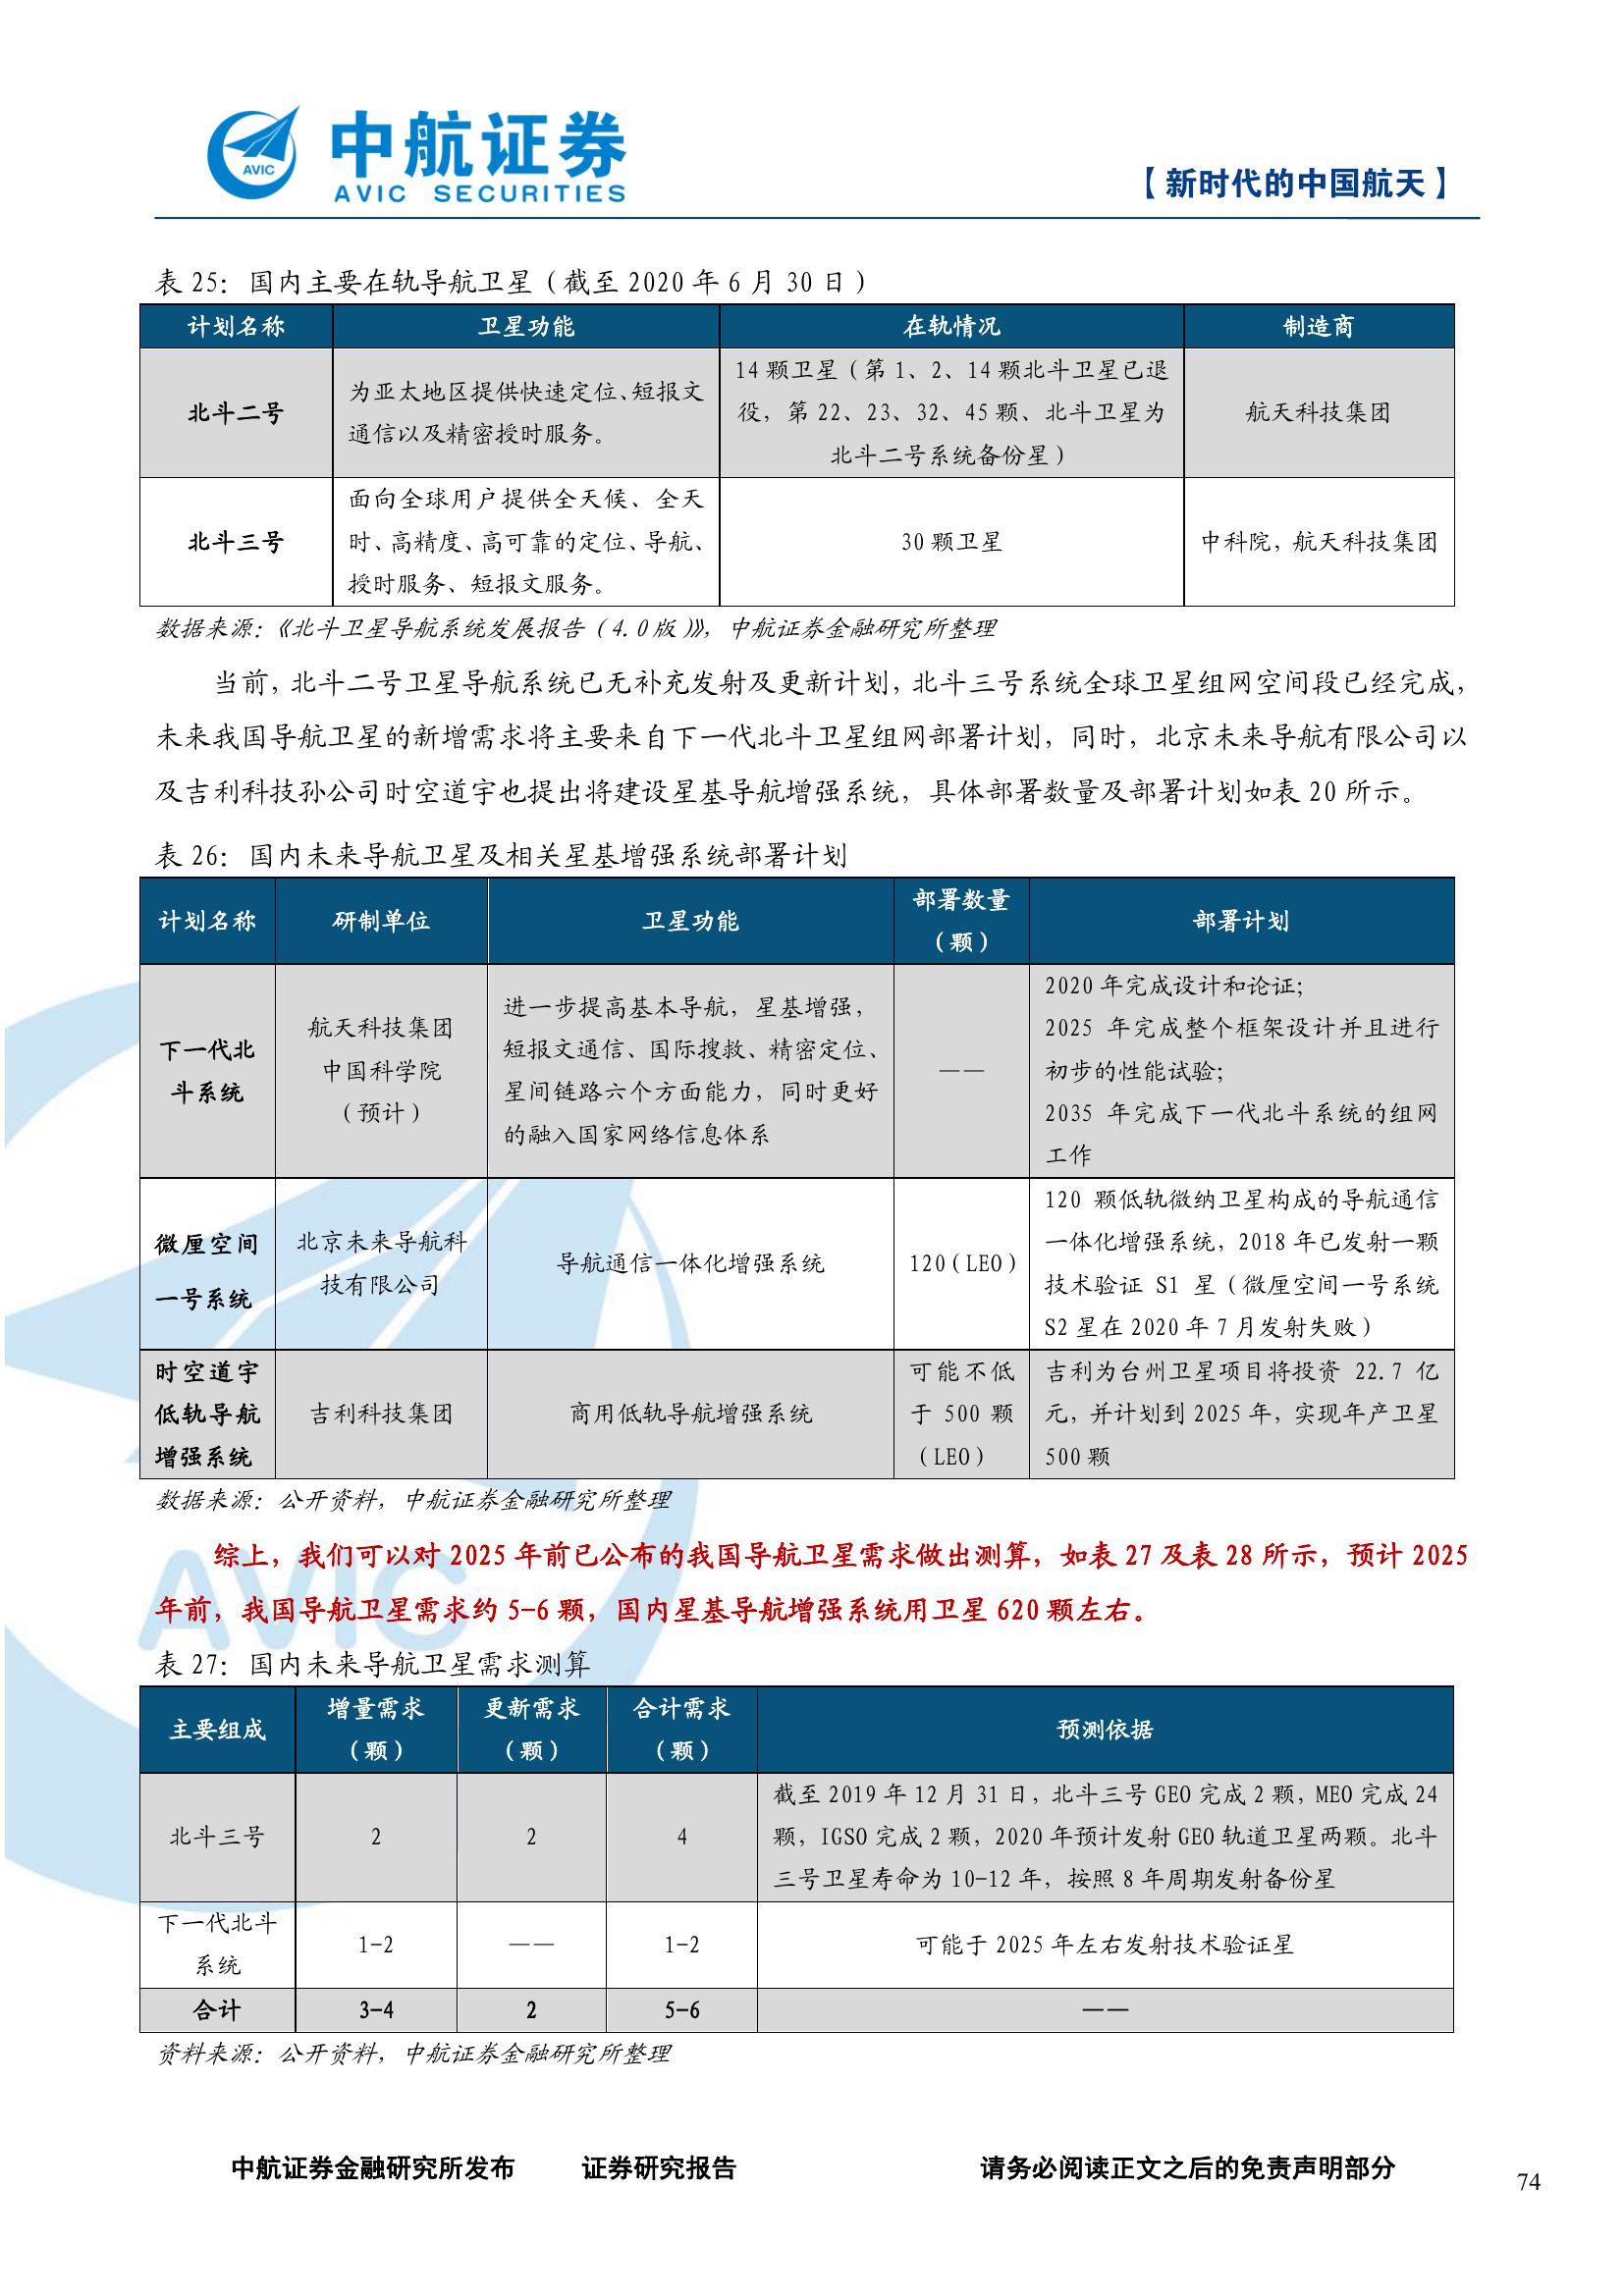 AVIC
中航证券
AVIC SECURITIES
【新时代的中国航天】
表 25：国内主要在轨导航卫星（截至 2020 年 6 月 30 日）
计划名称 卫星功能 在轨情况 制造商
北斗二号
为亚太地区提供快速定位、短报文
通信以及精密授时服务。
14 颗卫星（第 1、2、14 颗北斗卫星已退
役，第 22、23、32、45 颗、北斗卫星为
北斗二号系统备份星）
航天科技集团
北斗三号
面向全球用户提供全天候、全天
时、高精度、高可靠的定位、导航、
授时服务、短报文服务。
30 颗卫星
中科院，航天科技集团
数据来源：《北斗卫星导航系统发展报告（4.0 版）》，中航证券金融研究所整理
当前，北斗二号卫星导航系统已无补充发射及更新计划，北斗三号系统全球卫星组网空间段已经完成，
未来我国导航卫星的新增需求将主要来自下一代北斗卫星组网部署计划，同时，北京未来导航有限公司以
及吉利科技孙公司时空道宇也提出将建设星基导航增强系统，具体部署数量及部署计划如表 20 所示。
表 26：国内未来导航卫星及相关星基增强系统部署计划
计划名称 研制单位 卫星功能 部署数量（颗） 部署计划
下一代北
斗系统
航天科技集团
中国科学院
（预计）
进一步提高基本导航，星基增强，
短报文通信、国际搜救、精密定位、
星间链路六个方面能力，同时更好
的融入国家网络信息体系
——
2020 年完成设计和论证；
2025 年完成整个框架设计并且进行
初步的性能试验；
2035 年完成下一代北斗系统的组网
工作
微厘空间
一号系统
北京未来导航科
技有限公司
导航通信一体化增强系统
120（LEO）
120 颗低轨微纳卫星构成的导航通信
一体化增强系统，2018 年已发射一颗
技术验证 S1 星（微厘空间一号系统
S2 星在 2020 年 7 月发射失败）
时空道宇
低轨导航
增强系统
吉利科技集团
商用低轨导航增强系统
可能不低
于 500 颗
（LEO）
吉利为台州卫星项目将投资 22.7 亿
元，并计划到 2025 年，实现年产卫星
500 颗
数据来源：公开资料，中航证券金融研究所整理
综上，我们可以对 2025 年前已公布的我国导航卫星需求做出测算，如表 27 及表 28 所示，预计 2025
年前，我国导航卫星需求约 5-6 颗，国内星基导航增强系统用卫星 620 颗左右。
表 27：国内未来导航卫星需求测算
主要组成 增量需求（颗） 更新需求（颗） 合计需求（颗） 预测依据
北斗三号 2 2 4
截至 2019 年 12 月 31 日，北斗三号 GEO 完成 2 颗，MEO 完成 24
颗，IGSO 完成 2 颗，2020 年预计发射 GEO 轨道卫星两颗。北斗
三号卫星寿命为 10-12 年，按照 8 年周期发射备份星
下一代北斗
系统
1-2 —— 1-2 可能于 2025 年左右发射技术验证星
合计 3-4 2 5-6 ——
资料来源：公开资料，中航证券金融研究所整理
中航证券金融研究所发布 证券研究报告 请务必阅读正文之后的免责声明部分
74